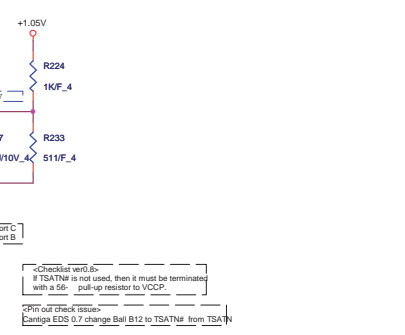 +1.05V
R224
1K/F_4
R233
/10V_4
511/F_4
ort C
ort B
<Checklist ver0.8>
If TSATN# is not used, then it must be terminated
with a 56- pull-up resistor to VCCP.
<Pin out check issue>
Cantiga EDS 0.7 change Ball B12 to TSATN# from TSATN